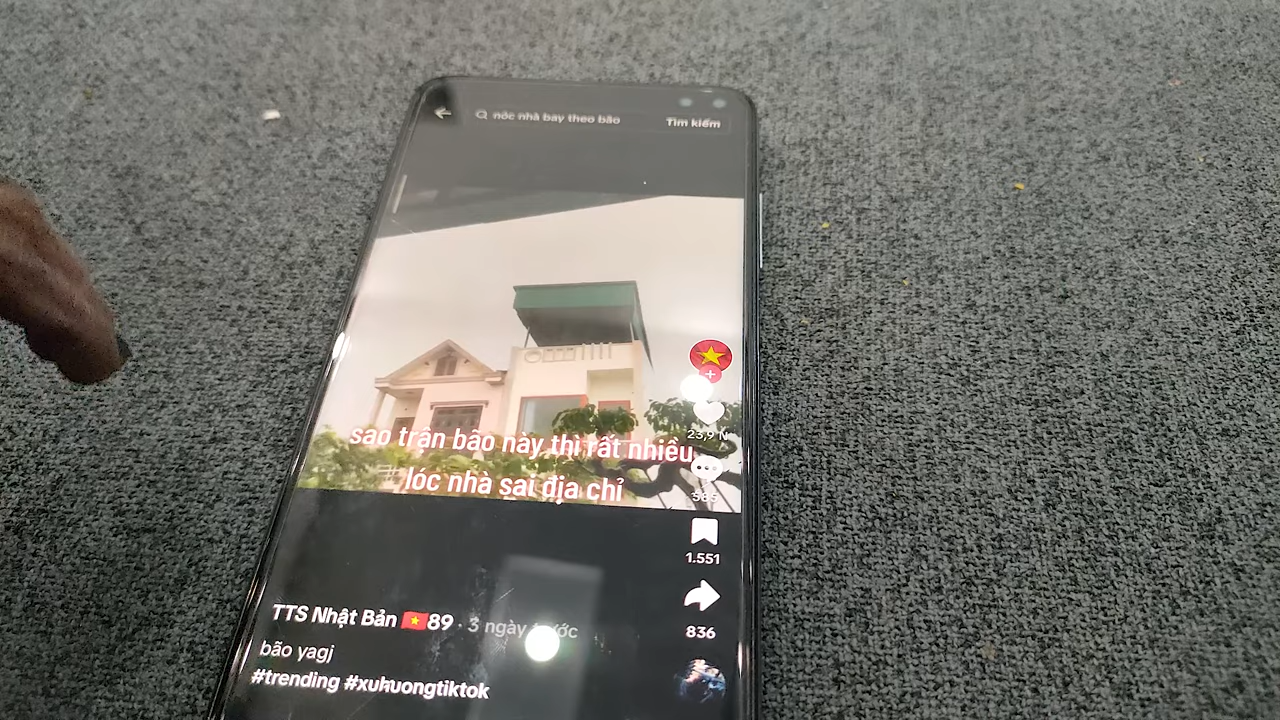 nóc nhà bay theo bão
Tìm kiếm
sao trận bão này thì rất nhiều
lóc nhà sai địa chỉ
23,9 N
585
1.551
836
TTS Nhật Bản 🇻🇳89 · 3 ngày trước
bão yagj
#trending #xuhuongtiktok